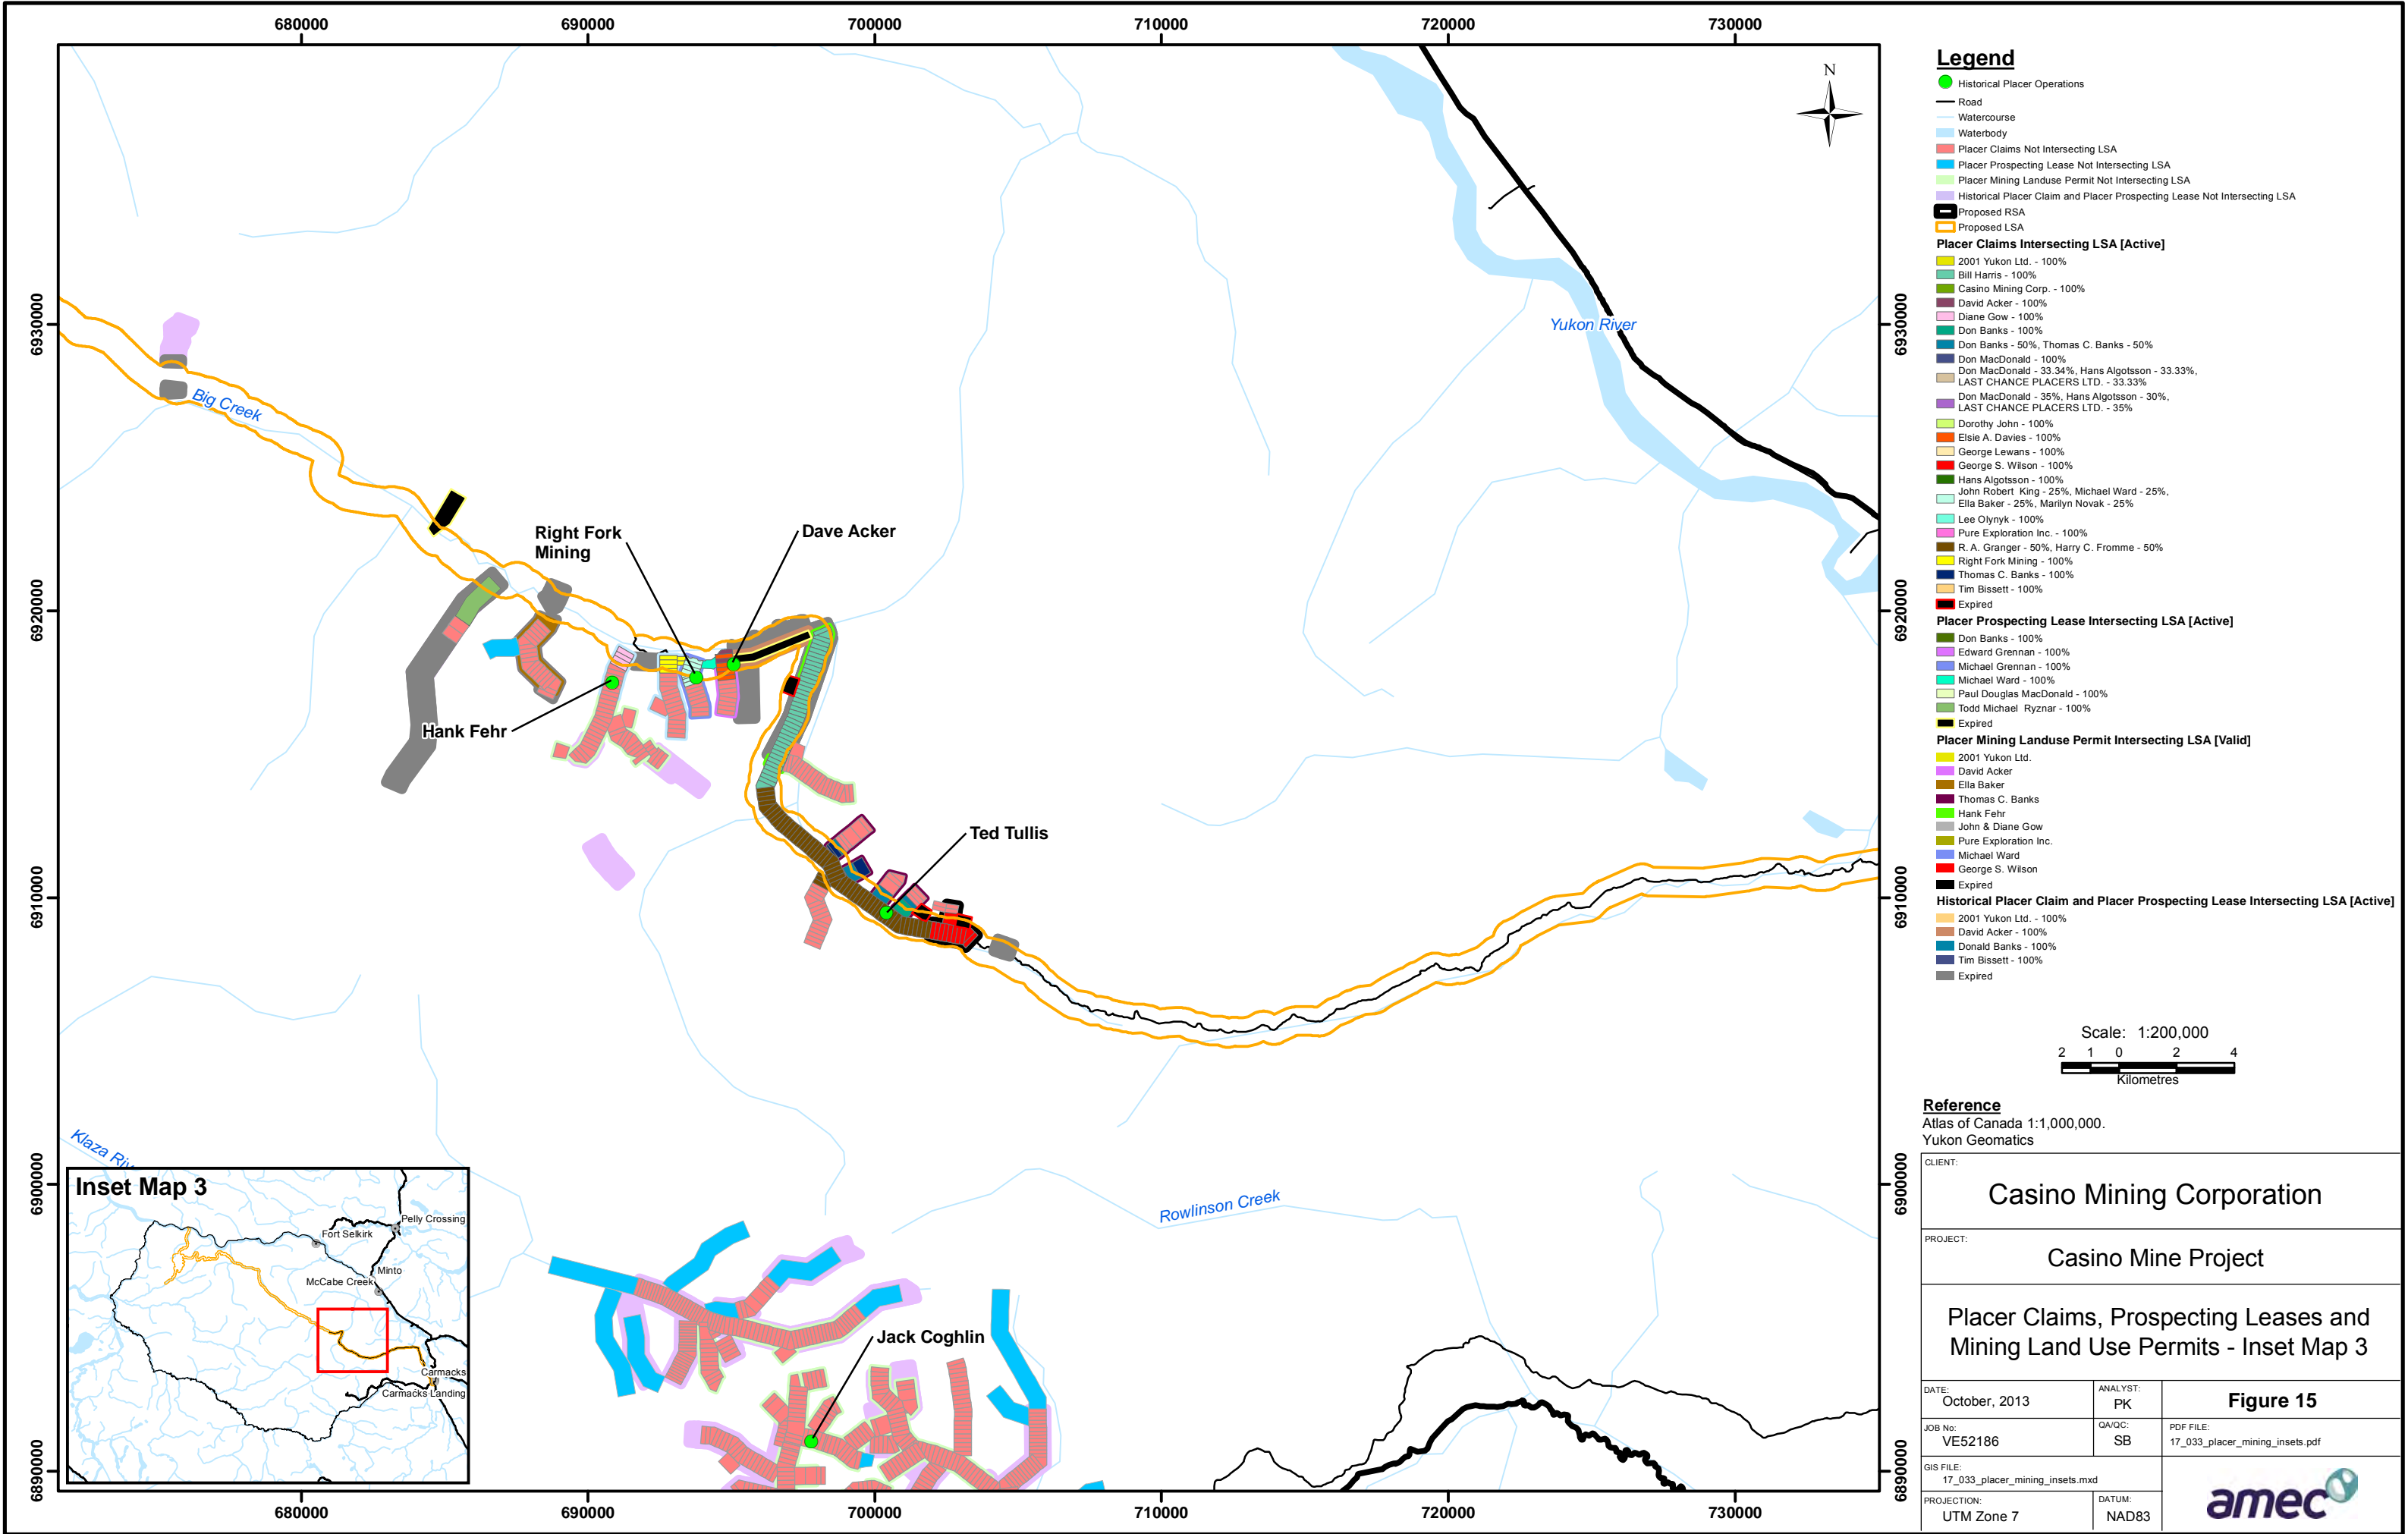 680000
690000
700000
710000
720000
730000
6930000
6920000
6910000
6900000
6890000
6930000
6920000
6910000
6900000
6890000
N
Yukon River
Big Creek
Right Fork
Mining
Dave Acker
Hank Fehr
Ted Tullis
Rowlinson Creek
Jack Coghlin
Klaza Riv
Inset Map 3
Pelly Crossing
Fort Selkirk
Minto
McCabe Creek
Carmacks
Carmacks Landing
680000
690000
700000
710000
720000
730000
Legend
Historical Placer Operations
Road
Watercourse
Waterbody
Placer Claims Not Intersecting LSA
Placer Prospecting Lease Not Intersecting LSA
Placer Mining Landuse Permit Not Intersecting LSA
Historical Placer Claim and Placer Prospecting Lease Not Intersecting LSA
Proposed RSA
Proposed LSA
Placer Claims Intersecting LSA [Active]
2001 Yukon Ltd. - 100%
Bill Harris - 100%
Casino Mining Corp. - 100%
David Acker - 100%
Diane Gow - 100%
Don Banks - 100%
Don Banks - 50%, Thomas C. Banks - 50%
Don MacDonald - 100%
Don MacDonald - 33.34%, Hans Algotsson - 33.33%,
LAST CHANCE PLACERS LTD. - 33.33%
Don MacDonald - 35%, Hans Algotsson - 30%,
LAST CHANCE PLACERS LTD. - 35%
Dorothy John - 100%
Elsie A. Davies - 100%
George Lewans - 100%
George S. Wilson - 100%
Hans Algotsson - 100%
John Robert King - 25%, Michael Ward - 25%,
Ella Baker - 25%, Marilyn Novak - 25%
Lee Olynyk - 100%
Pure Exploration Inc. - 100%
R. A. Granger - 50%, Harry C. Fromme - 50%
Right Fork Mining - 100%
Thomas C. Banks - 100%
Tim Bissett - 100%
Expired
Placer Prospecting Lease Intersecting LSA [Active]
Don Banks - 100%
Edward Grennan - 100%
Michael Grennan - 100%
Michael Ward - 100%
Paul Douglas MacDonald - 100%
Todd Michael Ryznar - 100%
Expired
Placer Mining Landuse Permit Intersecting LSA [Valid]
2001 Yukon Ltd.
David Acker
Ella Baker
Thomas C. Banks
Hank Fehr
John & Diane Gow
Pure Exploration Inc.
Michael Ward
George S. Wilson
Expired
Historical Placer Claim and Placer Prospecting Lease Intersecting LSA [Active]
2001 Yukon Ltd. - 100%
David Acker - 100%
Donald Banks - 100%
Tim Bissett - 100%
Expired
Scale: 1:200,000
2 1 0 2 4
Kilometres
Reference
Atlas of Canada 1:1,000,000.
Yukon Geomatics
CLIENT:
Casino Mining Corporation
PROJECT:
Casino Mine Project
Placer Claims, Prospecting Leases and
Mining Land Use Permits - Inset Map 3
DATE:
October, 2013
ANALYST:
PK
Figure 15
JOB No:
VE52186
QA/QC:
SB
PDF FILE:
17_033_placer_mining_insets.pdf
GIS FILE:
17_033_placer_mining_insets.mxd
PROJECTION:
UTM Zone 7
DATUM:
NAD83
amec